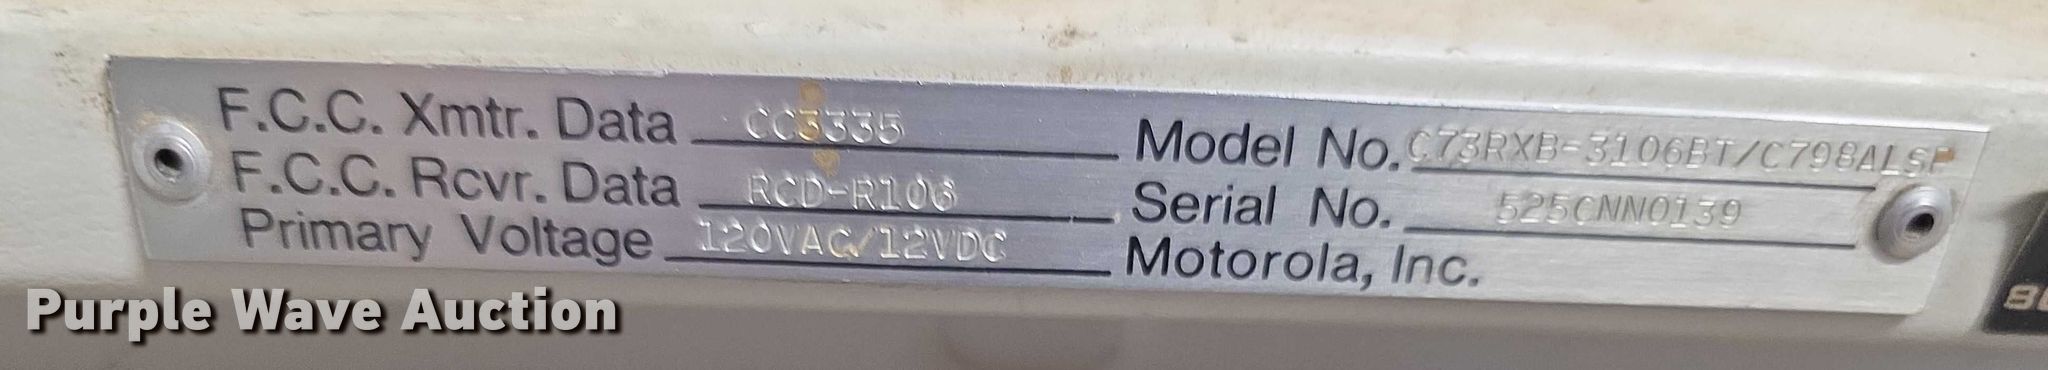 F.C.C. Xmtr. Data CC3335
F.C.C. Rcvr. Data RCD-R106
Primary Voltage 120VAC/12VDC
Model No. C73RXB-3106BT/C798ALSP
Serial No. 525CNN0139
Motorola, Inc.
Purple Wave Auction